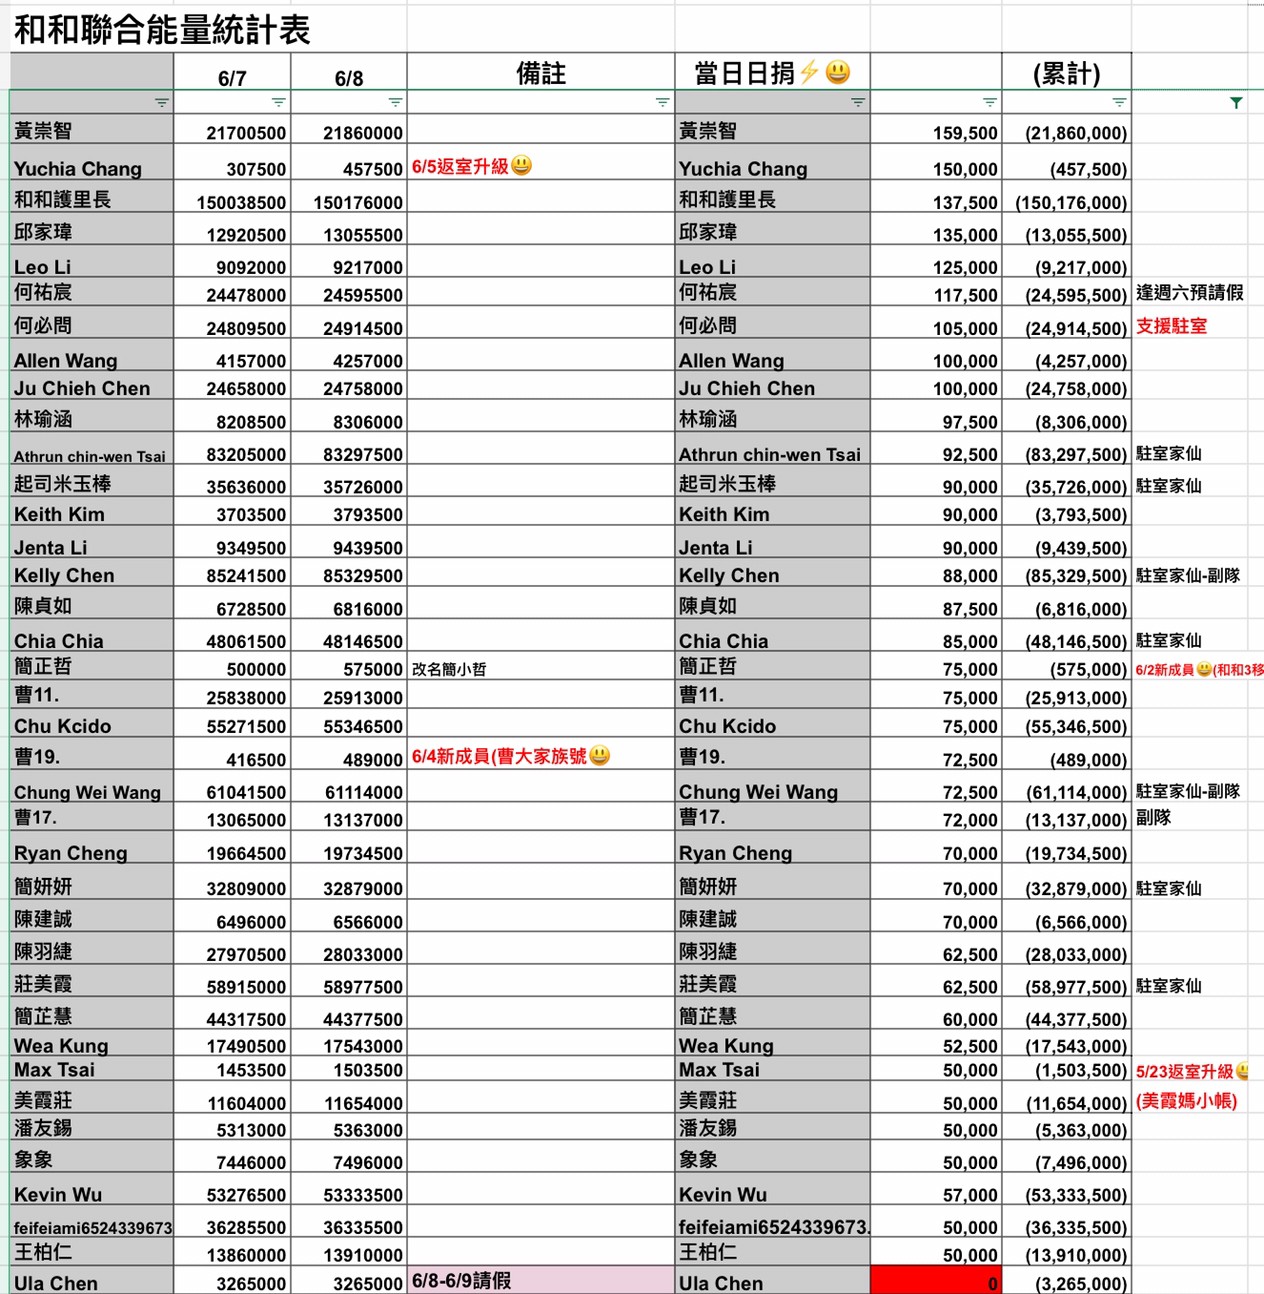 和和聯合能量統計表
6/7 6/8 備註 當日日捐⚡😃 (累計)
黃崇智 21700500 21860000 黃崇智 159,500 (21,860,000)
Yuchia Chang 307500 457500 6/5返室升級😃 Yuchia Chang 150,000 (457,500)
和和護里長 150038500 150176000 和和護里長 137,500 (150,176,000)
邱家瑋 12920500 13055500 邱家瑋 135,000 (13,055,500)
Leo Li 9092000 9217000 Leo Li 125,000 (9,217,000)
何祐宸 24478000 24595500 何祐宸 117,500 (24,595,500) 逢週六預請假
何必問 24809500 24914500 何必問 105,000 (24,914,500) 支援駐室
Allen Wang 4157000 4257000 Allen Wang 100,000 (4,257,000)
Ju Chieh Chen 24658000 24758000 Ju Chieh Chen 100,000 (24,758,000)
林瑜涵 8208500 8306000 林瑜涵 97,500 (8,306,000)
Athrun chin-wen Tsai 83205000 83297500 Athrun chin-wen Tsai 92,500 (83,297,500) 駐室家仙
起司米玉棒 35636000 35726000 起司米玉棒 90,000 (35,726,000) 駐室家仙
Keith Kim 3703500 3793500 Keith Kim 90,000 (3,793,500)
Jenta Li 9349500 9439500 Jenta Li 90,000 (9,439,500)
Kelly Chen 85241500 85329500 Kelly Chen 88,000 (85,329,500) 駐室家仙-副隊
陳貞如 6728500 6816000 陳貞如 87,500 (6,816,000)
Chia Chia 48061500 48146500 Chia Chia 85,000 (48,146,500) 駐室家仙
簡正哲 500000 575000 改名簡小哲 簡正哲 75,000 (575,000) 6/2新成員😃(和和3移
曹11. 25838000 25913000 曹11. 75,000 (25,913,000)
Chu Kcido 55271500 55346500 Chu Kcido 75,000 (55,346,500)
曹19. 416500 489000 6/4新成員(曹大家族號😃 曹19. 72,500 (489,000)
Chung Wei Wang 61041500 61114000 Chung Wei Wang 72,500 (61,114,000) 駐室家仙-副隊
曹17. 13065000 13137000 曹17. 72,000 (13,137,000) 副隊
Ryan Cheng 19664500 19734500 Ryan Cheng 70,000 (19,734,500)
簡妍妍 32809000 32879000 簡妍妍 70,000 (32,879,000) 駐室家仙
陳建誠 6496000 6566000 陳建誠 70,000 (6,566,000)
陳羽緁 27970500 28033000 陳羽緁 62,500 (28,033,000)
莊美霞 58915000 58977500 莊美霞 62,500 (58,977,500) 駐室家仙
簡芷慧 44317500 44377500 簡芷慧 60,000 (44,377,500)
Wea Kung 17490500 17543000 Wea Kung 52,500 (17,543,000)
Max Tsai 1453500 1503500 Max Tsai 50,000 (1,503,500) 5/23返室升級😃
美霞莊 11604000 11654000 美霞莊 50,000 (11,654,000) (美霞媽小帳)
潘友錫 5313000 5363000 潘友錫 50,000 (5,363,000)
象象 7446000 7496000 象象 50,000 (7,496,000)
Kevin Wu 53276500 53333500 Kevin Wu 57,000 (53,333,500)
feifeiami6524339673 36285500 36335500 feifeiami6524339673. 50,000 (36,335,500)
王柏仁 13860000 13910000 王柏仁 50,000 (13,910,000)
Ula Chen 3265000 3265000 6/8-6/9請假 Ula Chen 0 (3,265,000)